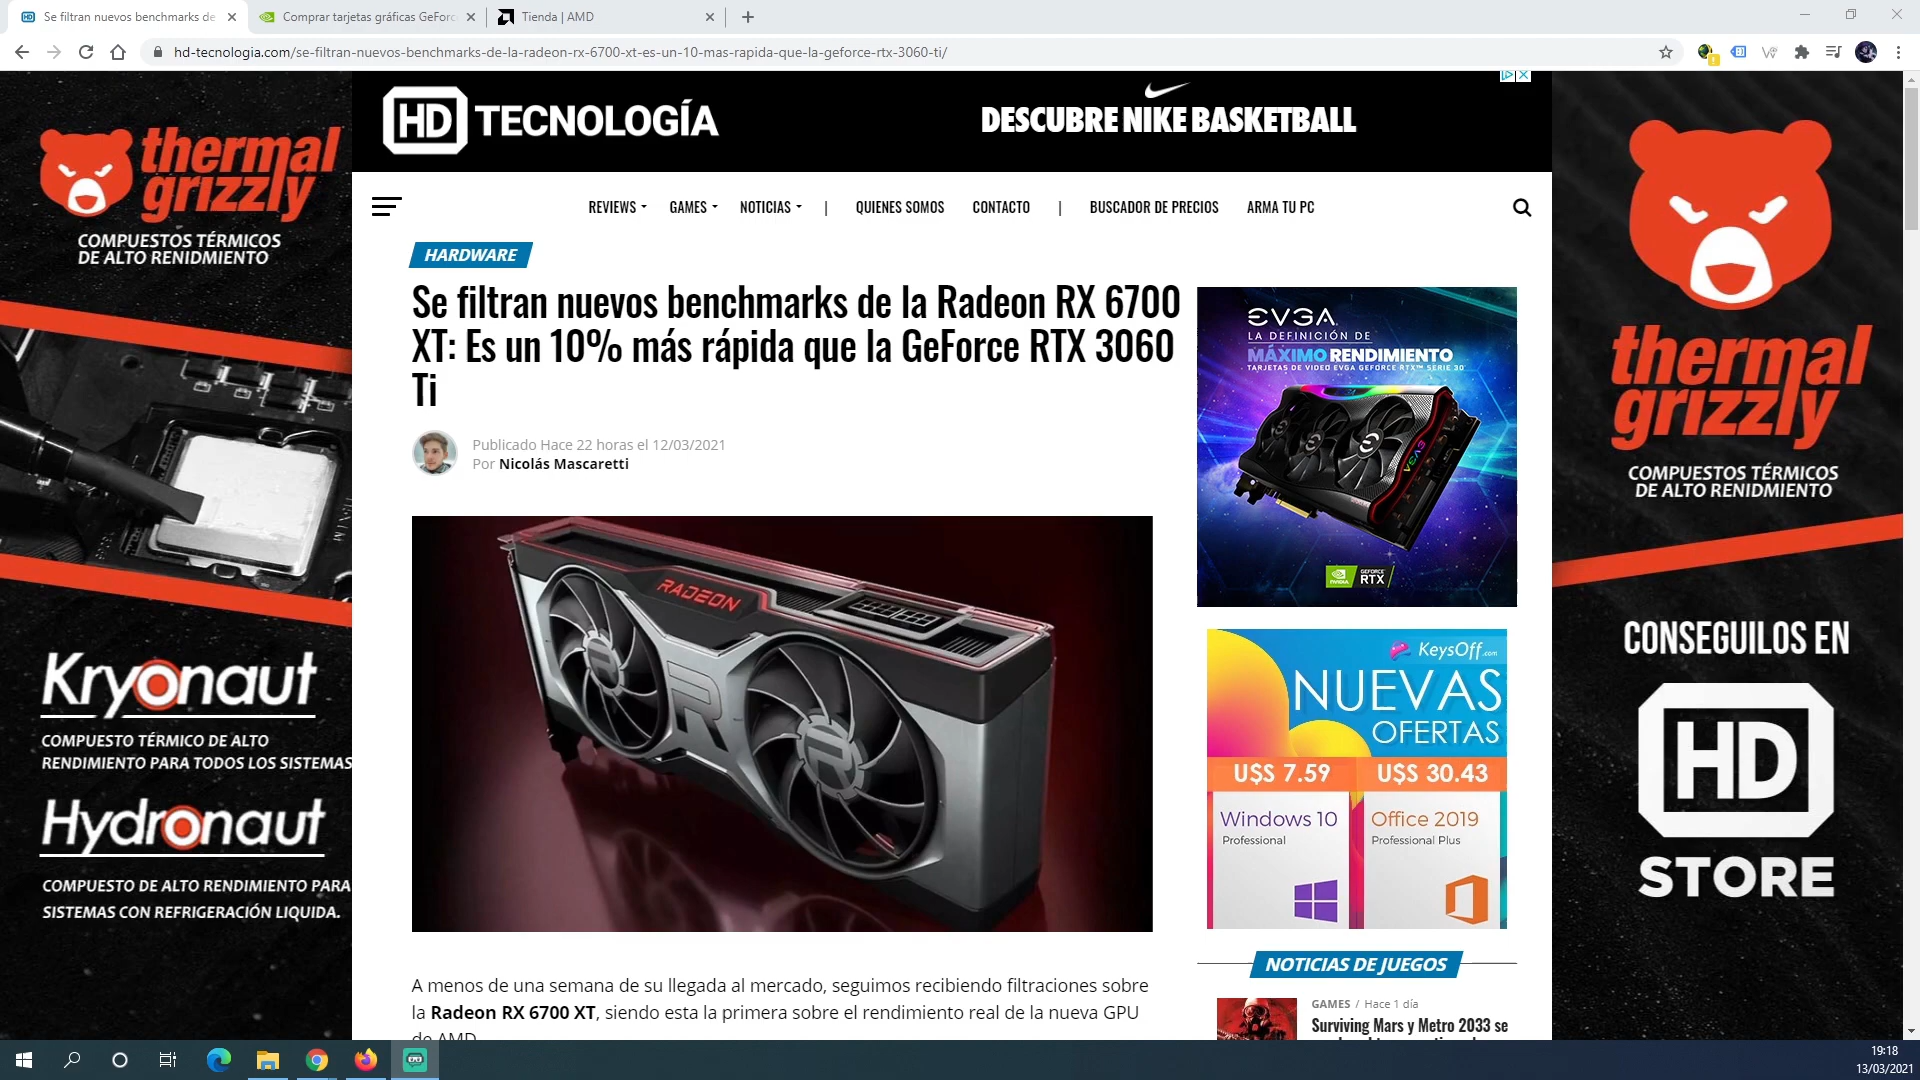 Se filtran nuevos benchmarks de
Comprar tarjetas gráficas GeForc
Tienda | AMD
hd-tecnologia.com/se-filtran-nuevos-benchmarks-de-la-radeon-rx-6700-xt-es-un-10-mas-rapida-que-la-geforce-rtx-3060-ti/
thermal
grizzly
COMPUESTOS TÉRMICOS
DE ALTO RENIDMIENTO
Kryonaut
COMPUESTO TÉRMICO DE ALTO
RENDIMIENTO PARA TODOS LOS SISTEMAS
Hydronaut
COMPUESTO DE ALTO RENDIMIENTO PARA
SISTEMAS CON REFRIGERACIÓN LIQUIDA.
HD TECNOLOGÍA
DESCUBRE NIKE BASKETBALL
REVIEWS
GAMES
NOTICIAS
|
QUIENES SOMOS
CONTACTO
|
BUSCADOR DE PRECIOS
ARMA TU PC
HARDWARE
Se filtran nuevos benchmarks de la Radeon RX 6700
XT: Es un 10% más rápida que la GeForce RTX 3060
Ti
Publicado Hace 22 horas el 12/03/2021
Por Nicolás Mascaretti
RADEON
R
A menos de una semana de su llegada al mercado, seguimos recibiendo filtraciones sobre
la Radeon RX 6700 XT, siendo esta la primera sobre el rendimiento real de la nueva GPU
de AMD
EVGA
LA DEFINICIÓN DE
MÁXIMO RENDIMIENTO
TARJETAS DE VIDEO EVGA GEFORCE RTX™ SERIE 30
EVGA
NVIDIA
GEFORCE
RTX
KeysOff.com
NUEVAS
OFERTAS
U$S 7.59
U$S 30.43
Windows 10
Professional
Office 2019
Professional Plus
NOTICIAS DE JUEGOS
GAMES / Hace 1 día
Surviving Mars y Metro 2033 se
thermal
grizzly
COMPUESTOS TÉRMICOS
DE ALTO RENIDMIENTO
CONSEGUILOS EN
HD
STORE
19:18
13/03/2021